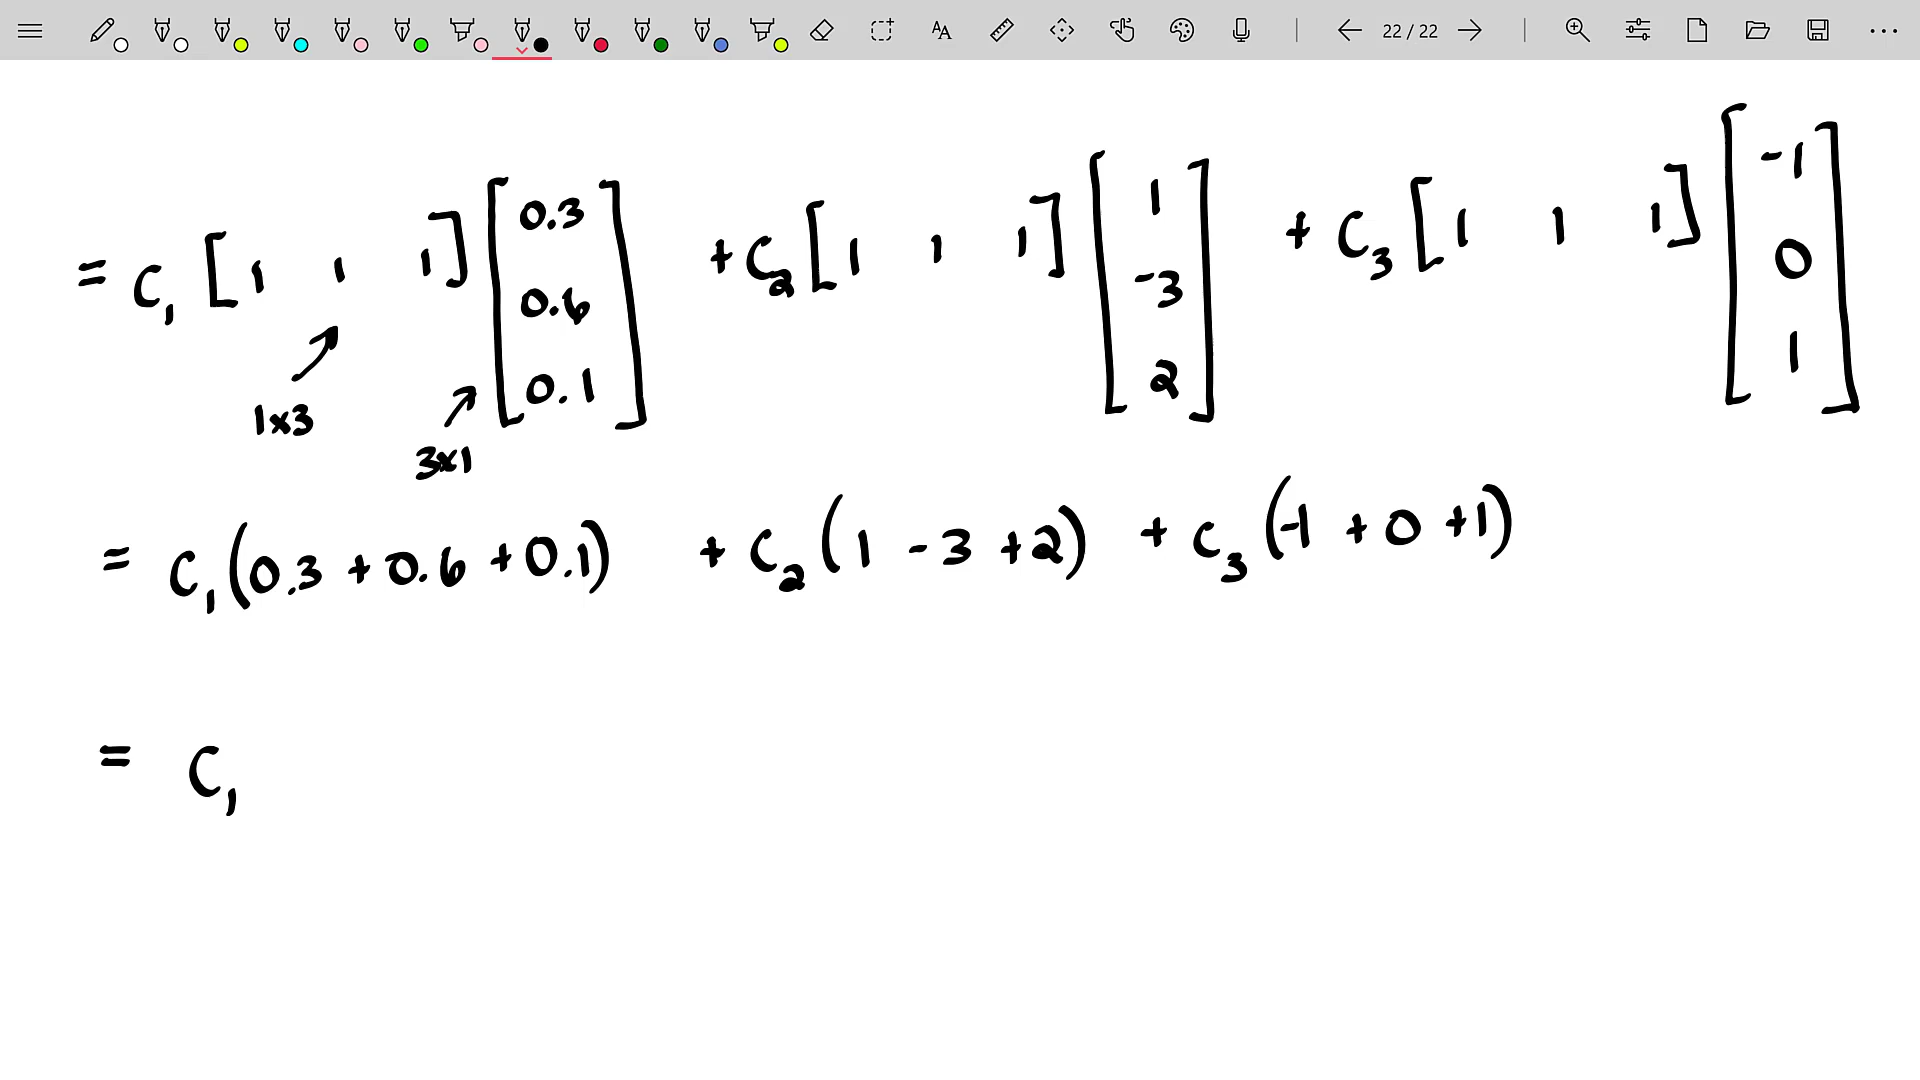 22 / 22
= C₁ [1 1 1] [0.3 0.6 0.1] + C₂ [1 1 1] [1 -3 2] + C₃ [1 1 1] [-1 0 1]
1x3
3x1
= C₁(0.3 + 0.6 + 0.1) + C₂(1 - 3 + 2) + C₃(-1 + 0 + 1)
= C₁